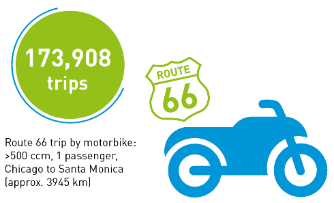 173,908
trips
ROUTE
66
Route 66 trip by motorbike:
>500 ccm, 1 passenger,
Chicago to Santa Monica
(approx. 3945 km)